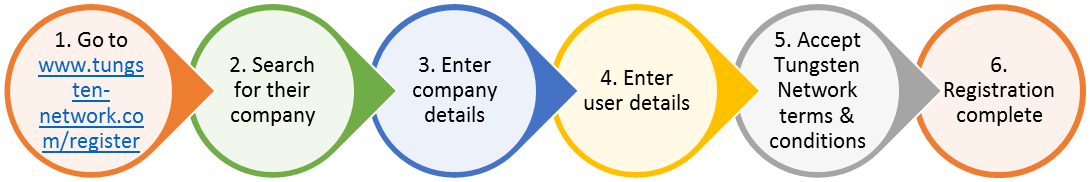 1. Go to
www.tungs
ten-
network.co
m/register
2. Search
for their
company
3. Enter
company
details
4. Enter
user details
5. Accept
Tungsten
Network
terms &
conditions
6.
Registration
complete